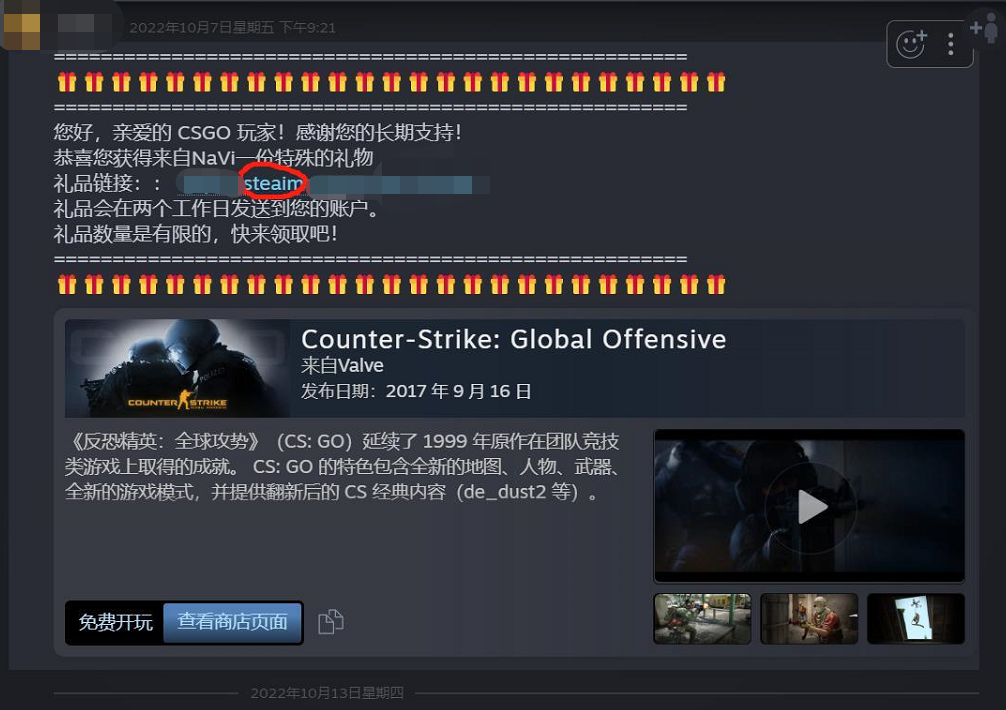 2022年10月7日星期五 下午9:21
=====================================================
=====================================================
您好，亲爱的 CSGO 玩家！感谢您的长期支持！
恭喜您获得来自NaVi一份特殊的礼物
礼品链接：： steaim
礼品会在两个工作日发送到您的账户。
礼品数量是有限的，快来领取吧！
=====================================================
Counter-Strike: Global Offensive
来自Valve
发布日期：2017 年 9 月 16 日
COUNTER STRIKE
《反恐精英：全球攻势》（CS: GO）延续了 1999 年原作在团队竞技
类游戏上取得的成就。 CS: GO 的特色包含全新的地图、人物、武器、
全新的游戏模式，并提供翻新后的 CS 经典内容（de_dust2 等）。
免费开玩 查看商店页面
2022年10月13日星期四